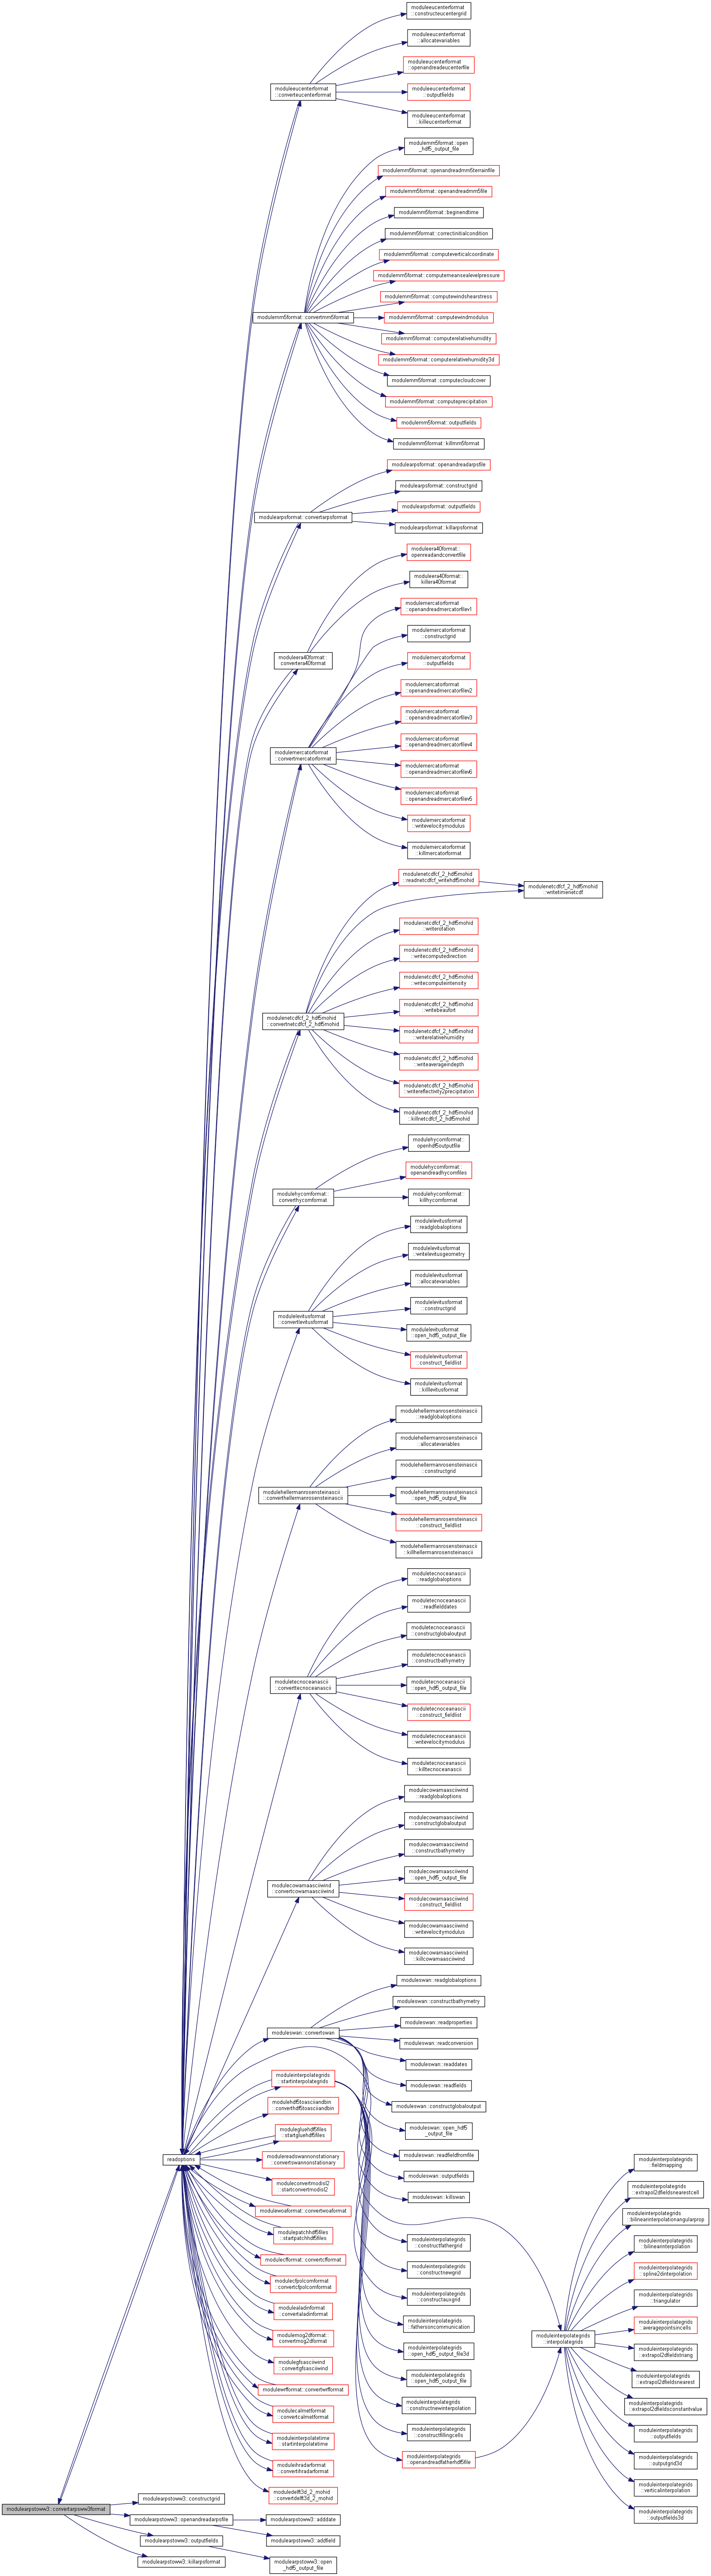 moduleeucenterformat
::constructeucentergrid
moduleeucenterformat
::allocatevariables
moduleeucenterformat
::openandreadeucenterfile
moduleeucenterformat
::converteucenterformat
moduleeucenterformat
::outputfields
moduleeucenterformat
::killeucenterformat
modulemm5format::open
_hdf5_output_file
modulemm5format::openandreadmm5terrainfile
modulemm5format::openandreadmm5file
modulemm5format::beginendtime
modulemm5format::correctinitialcondition
modulemm5format::computeverticalcoordinate
modulemm5format::computemeansealevelpressure
modulemm5format::computewindshearstress
modulemm5format::convertmm5format
modulemm5format::computewindmodulus
modulemm5format::computerelativehumidity
modulemm5format::computerelativehumidity3d
modulemm5format::computecloudcover
modulemm5format::computeprecipitation
modulemm5format::outputfields
modulemm5format::killmm5format
modulearpsformat::openandreadarpsfile
modulearpsformat::constructgrid
modulearpsformat::outputfields
modulearpsformat::convertarpsformat
modulearpsformat::killarpsformat
moduleera40format::
openreadandconvertfile
moduleera40format::
killera40format
modulemercatorformat
::openandreadmercatorfilev1
modulemercatorformat
::constructgrid
moduleera40format::
convertera40format
modulemercatorformat
::outputfields
modulemercatorformat
::openandreadmercatorfilev2
modulemercatorformat
::openandreadmercatorfilev3
modulemercatorformat
::openandreadmercatorfilev4
modulemercatorformat
::convertmercatorformat
modulemercatorformat
::openandreadmercatorfilev6
modulemercatorformat
::openandreadmercatorfilev5
modulemercatorformat
::writevelocitymodulus
modulemercatorformat
::killmercatorformat
modulenetcdfcf_2_hdf5mohid
::readnetcdfcf_writehdf5mohid
modulenetcdfcf_2_hdf5mohid
::writetimenetcdf
modulenetcdfcf_2_hdf5mohid
::writerotation
modulenetcdfcf_2_hdf5mohid
::writecomputedirection
modulenetcdfcf_2_hdf5mohid
::writecomputeintensity
modulenetcdfcf_2_hdf5mohid
::writebeaufort
modulenetcdfcf_2_hdf5mohid
::convertnetcdfcf_2_hdf5mohid
modulenetcdfcf_2_hdf5mohid
::writerelativehumidity
modulenetcdfcf_2_hdf5mohid
::writeaverageindepth
modulenetcdfcf_2_hdf5mohid
::writereflectivity2precipitation
modulenetcdfcf_2_hdf5mohid
::killnetcdfcf_2_hdf5mohid
modulehycomformat::
openhdf5outputfile
modulehycomformat::
openandreadhycomfiles
modulehycomformat::
converthycomformat
modulehycomformat::
killhycomformat
modulelevitusformat
::readglobaloptions
modulelevitusformat
::writelevitusgeometry
modulelevitusformat
::allocatevariables
modulelevitusformat
::constructgrid
modulelevitusformat
::convertlevitusformat
modulelevitusformat
::open_hdf5_output_file
modulelevitusformat
::construct_fieldlist
modulelevitusformat
::killlevitusformat
modulehellermanrosensteinascii
::readglobaloptions
modulehellermanrosensteinascii
::allocatevariables
modulehellermanrosensteinascii
::constructgrid
modulehellermanrosensteinascii
::converthellermanrosensteinascii
modulehellermanrosensteinascii
::open_hdf5_output_file
modulehellermanrosensteinascii
::construct_fieldlist
modulehellermanrosensteinascii
::killhellermanrosensteinascii
moduletecnoceanascii
::readglobaloptions
moduletecnoceanascii
::readfielddates
moduletecnoceanascii
::constructglobaloutput
moduletecnoceanascii
::constructbathymetry
moduletecnoceanascii
::converttecnoceanascii
moduletecnoceanascii
::open_hdf5_output_file
moduletecnoceanascii
::construct_fieldlist
moduletecnoceanascii
::writevelocitymodulus
moduletecnoceanascii
::killtecnoceanascii
modulecowamaasciiwind
::readglobaloptions
modulecowamaasciiwind
::constructglobaloutput
modulecowamaasciiwind
::constructbathymetry
modulecowamaasciiwind
::open_hdf5_output_file
modulecowamaasciiwind
::convertcowamaasciiwind
modulecowamaasciiwind
::construct_fieldlist
modulecowamaasciiwind
::writevelocitymodulus
modulecowamaasciiwind
::killcowamaasciiwind
moduleswan::readglobaloptions
moduleswan::constructbathymetry
moduleswan::readproperties
moduleswan::convertswan
moduleswan::readconversion
moduleswan::readdates
moduleswan::readfields
moduleinterpolategrids
::startinterpolategrids
moduleswan::constructglobaloutput
modulehdf5toasciiandbin
::converthdf5toasciiandbin
moduleswan::open_hdf5
_output_file
modulegluehdf5files
::startgluehdf5files
moduleswan::readfieldfromfile
readoptions
modulereadswannonstationary
::convertswannonstationary
moduleswan::outputfields
moduleconvertmodisl2
::startconvertmodisl2
moduleswan::killswan
modulewoaformat::convertwoaformat
modulepatchhdf5files
::startpatchhdf5files
modulecfformat::convertcfformat
modulecfpolcomformat
::convertcfpolcomformat
modulealadinformat
::convertaladinformat
modulemog2dformat::
convertmog2dformat
modulegfsasciiwind
::convertgfsasciiwind
modulewrfformat::convertwrfformat
modulecalmetformat
::convertcalmetformat
moduleinterpolatetime
::startinterpolatetime
moduleihradarformat
::convertihradarformat
moduledelft3d_2_mohid
::convertdelft3d_2_mohid
moduleinterpolategrids
::constructfathergrid
moduleinterpolategrids
::constructnewgrid
moduleinterpolategrids
::constructauxgrid
moduleinterpolategrids
::fathersoncommunication
moduleinterpolategrids
::open_hdf5_output_file3d
moduleinterpolategrids
::open_hdf5_output_file
moduleinterpolategrids
::constructnewinterpolation
moduleinterpolategrids
::constructfillingcells
moduleinterpolategrids
::openandreadfatherhdf5file
moduleinterpolategrids
::interpolategrids
moduleinterpolategrids
::fieldmapping
moduleinterpolategrids
::extrapol2dfieldsnearestcell
moduleinterpolategrids
::bilinearinterpolationangularprop
moduleinterpolategrids
::bilinearinterpolation
moduleinterpolategrids
::spline2dinterpolation
moduleinterpolategrids
::triangulator
moduleinterpolategrids
::averagepointsincells
moduleinterpolategrids
::extrapol2dfieldstriang
moduleinterpolategrids
::extrapol2dfieldsnearest
moduleinterpolategrids
::extrapol2dfieldsconstantvalue
moduleinterpolategrids
::outputfields
moduleinterpolategrids
::outputgrid3d
moduleinterpolategrids
::verticalinterpolation
moduleinterpolategrids
::outputfields3d
modulearpstoww3::convertarpsww3format
modulearpstoww3::constructgrid
modulearpstoww3::openandreadarpsfile
modulearpstoww3::adddate
modulearpstoww3::outputfields
modulearpstoww3::addfield
modulearpstoww3::killarpsformat
modulearpstoww3::open
_hdf5_output_file